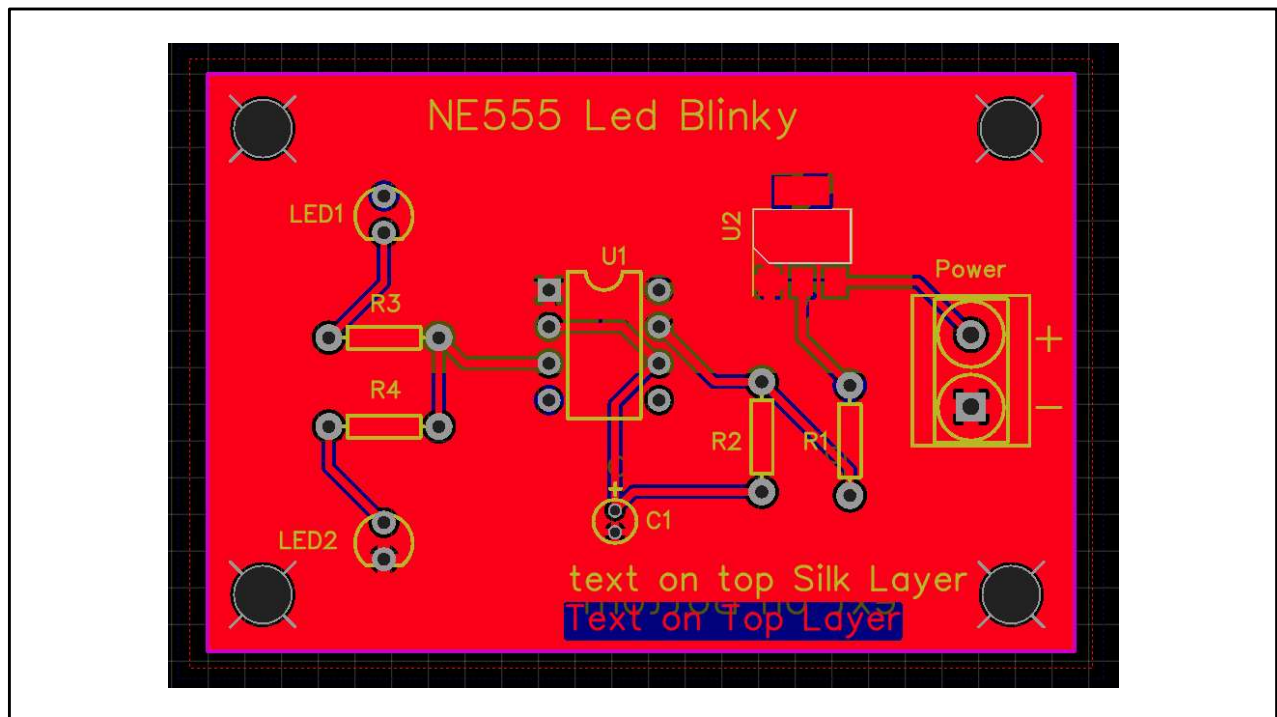 NE555 Led Blinky
LED1
U2
U1
Power
R3
+
R4
R2
R1
−
+
C1
LED2
text on top Silk Layer
Text on Top Layer